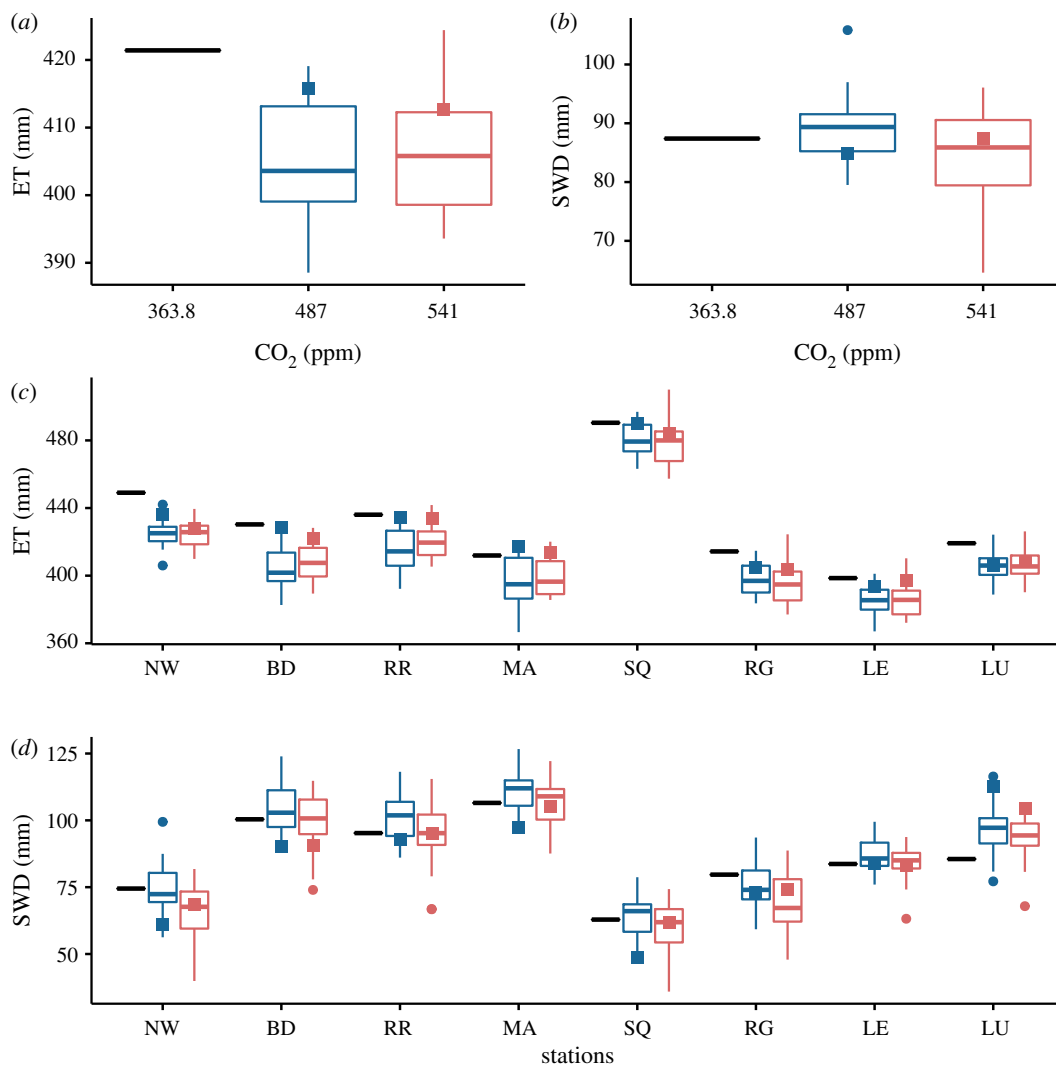 (a)
420
410
400
390
ET (mm)
363.8 487 541
CO2 (ppm)
(b)
100
90
80
70
SWD (mm)
363.8 487 541
CO2 (ppm)
(c)
480
440
400
360
ET (mm)
NW BD RR MA SQ RG LE LU
(d)
125
100
75
50
SWD (mm)
NW BD RR MA SQ RG LE LU
stations